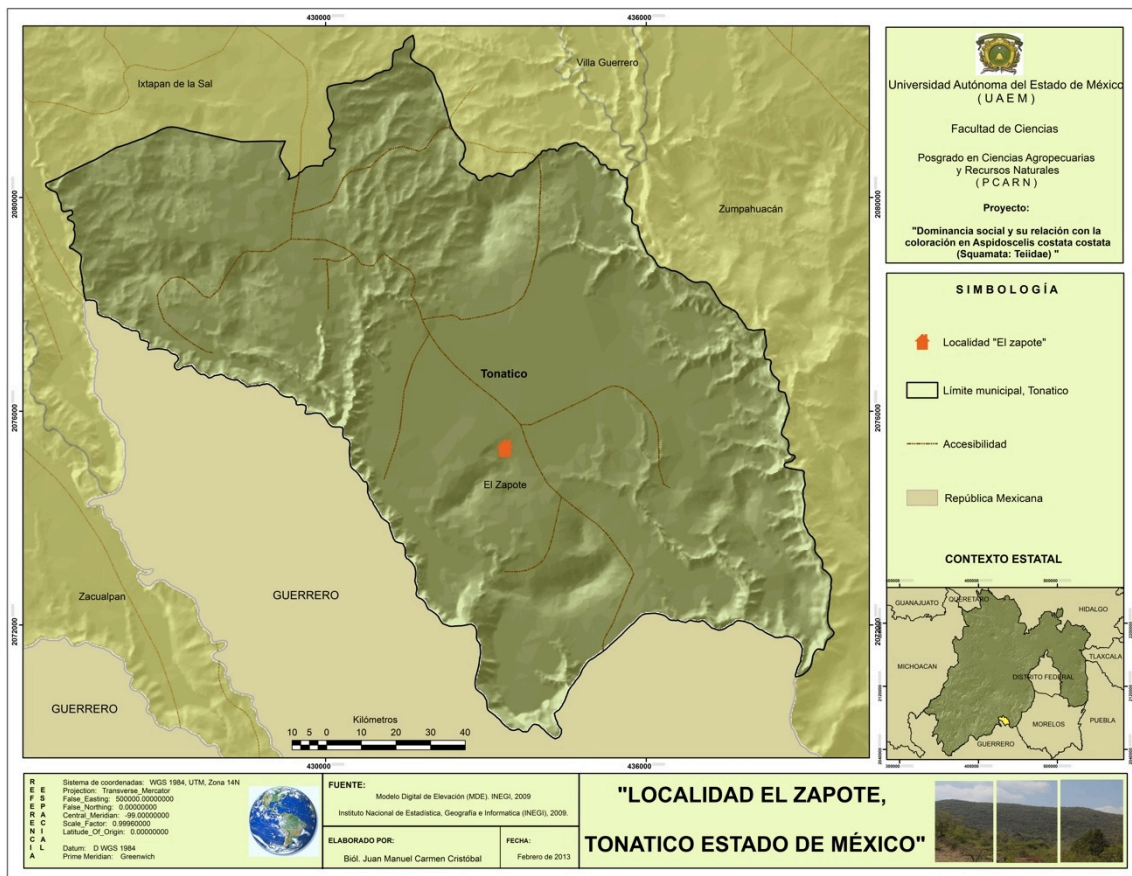 430000
436000
2080000
2076000
2072000
2080000
2076000
2072000
430000
436000
Ixtapan de la Sal
Villa Guerrero
Zumpahuacán
Tonatico
El Zapote
Zacualpan
GUERRERO
GUERRERO
Kilómetros
10 5 0 10 20 30 40
Universidad Autónoma del Estado de México
( U A E M )
Facultad de Ciencias
Posgrado en Ciencias Agropecuarias
y Recursos Naturales
( P C A R N )
Proyecto:
"Dominancia social y su relación con la
coloración en Aspidoscelis costata costata
(Squamata: Teiidae) "
S I M B O L O G Í A
Localidad "El zapote"
Límite municipal, Tonatico
Accesibilidad
República Mexicana
CONTEXTO ESTATAL
GUANAJUATO
QUERETARO
HIDALGO
MICHOACAN
TLAXCALA
DISTRITO FEDERAL
MORELOS
PUEBLA
GUERRERO
REFERENCIA
ESPACIAL
Sistema de coordenadas: WGS 1984, UTM, Zona 14N
Projection: Transverse_Mercator
False_Easting: 500000.00000000
False_Northing: 0.00000000
Central_Meridian: -99.00000000
Scale_Factor: 0.99960000
Latitude_Of_Origin: 0.00000000
Datum: D WGS 1984
Prime Meridian: Greenwich
FUENTE:
Modelo Digital de Elevación (MDE). INEGI, 2009
Instituto Nacional de Estadística, Geografía e Informatica (INEGI), 2009.
ELABORADO POR:
Biól. Juan Manuel Carmen Cristóbal
FECHA:
Febrero de 2013
"LOCALIDAD EL ZAPOTE,
TONATICO ESTADO DE MÉXICO"